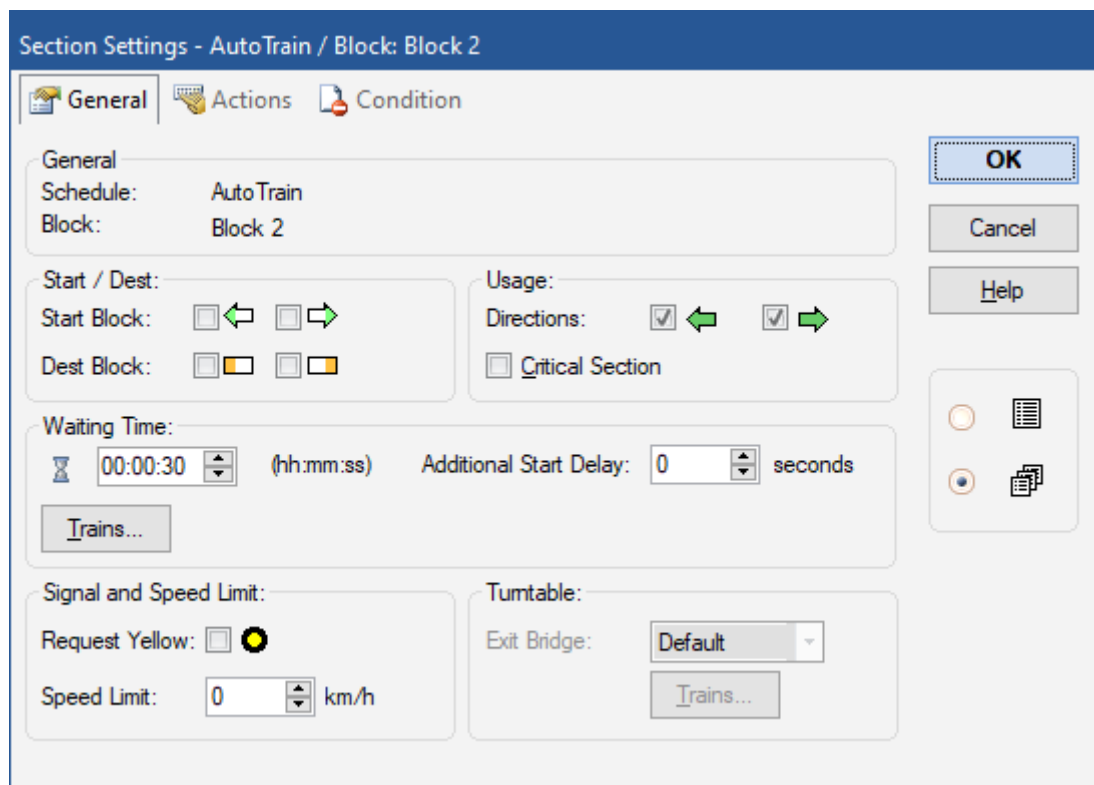 Section Settings - AutoTrain / Block: Block 2
General Actions Condition
General
Schedule: AutoTrain
Block: Block 2
OK
Cancel
Help
Start / Dest:
Start Block:
Dest Block:
Usage:
Directions:
Critical Section
Waiting Time:
00:00:30 (hh:mm:ss) Additional Start Delay: 0 seconds
Trains...
Signal and Speed Limit:
Request Yellow:
Speed Limit: 0 km/h
Turntable:
Exit Bridge: Default
Trains...